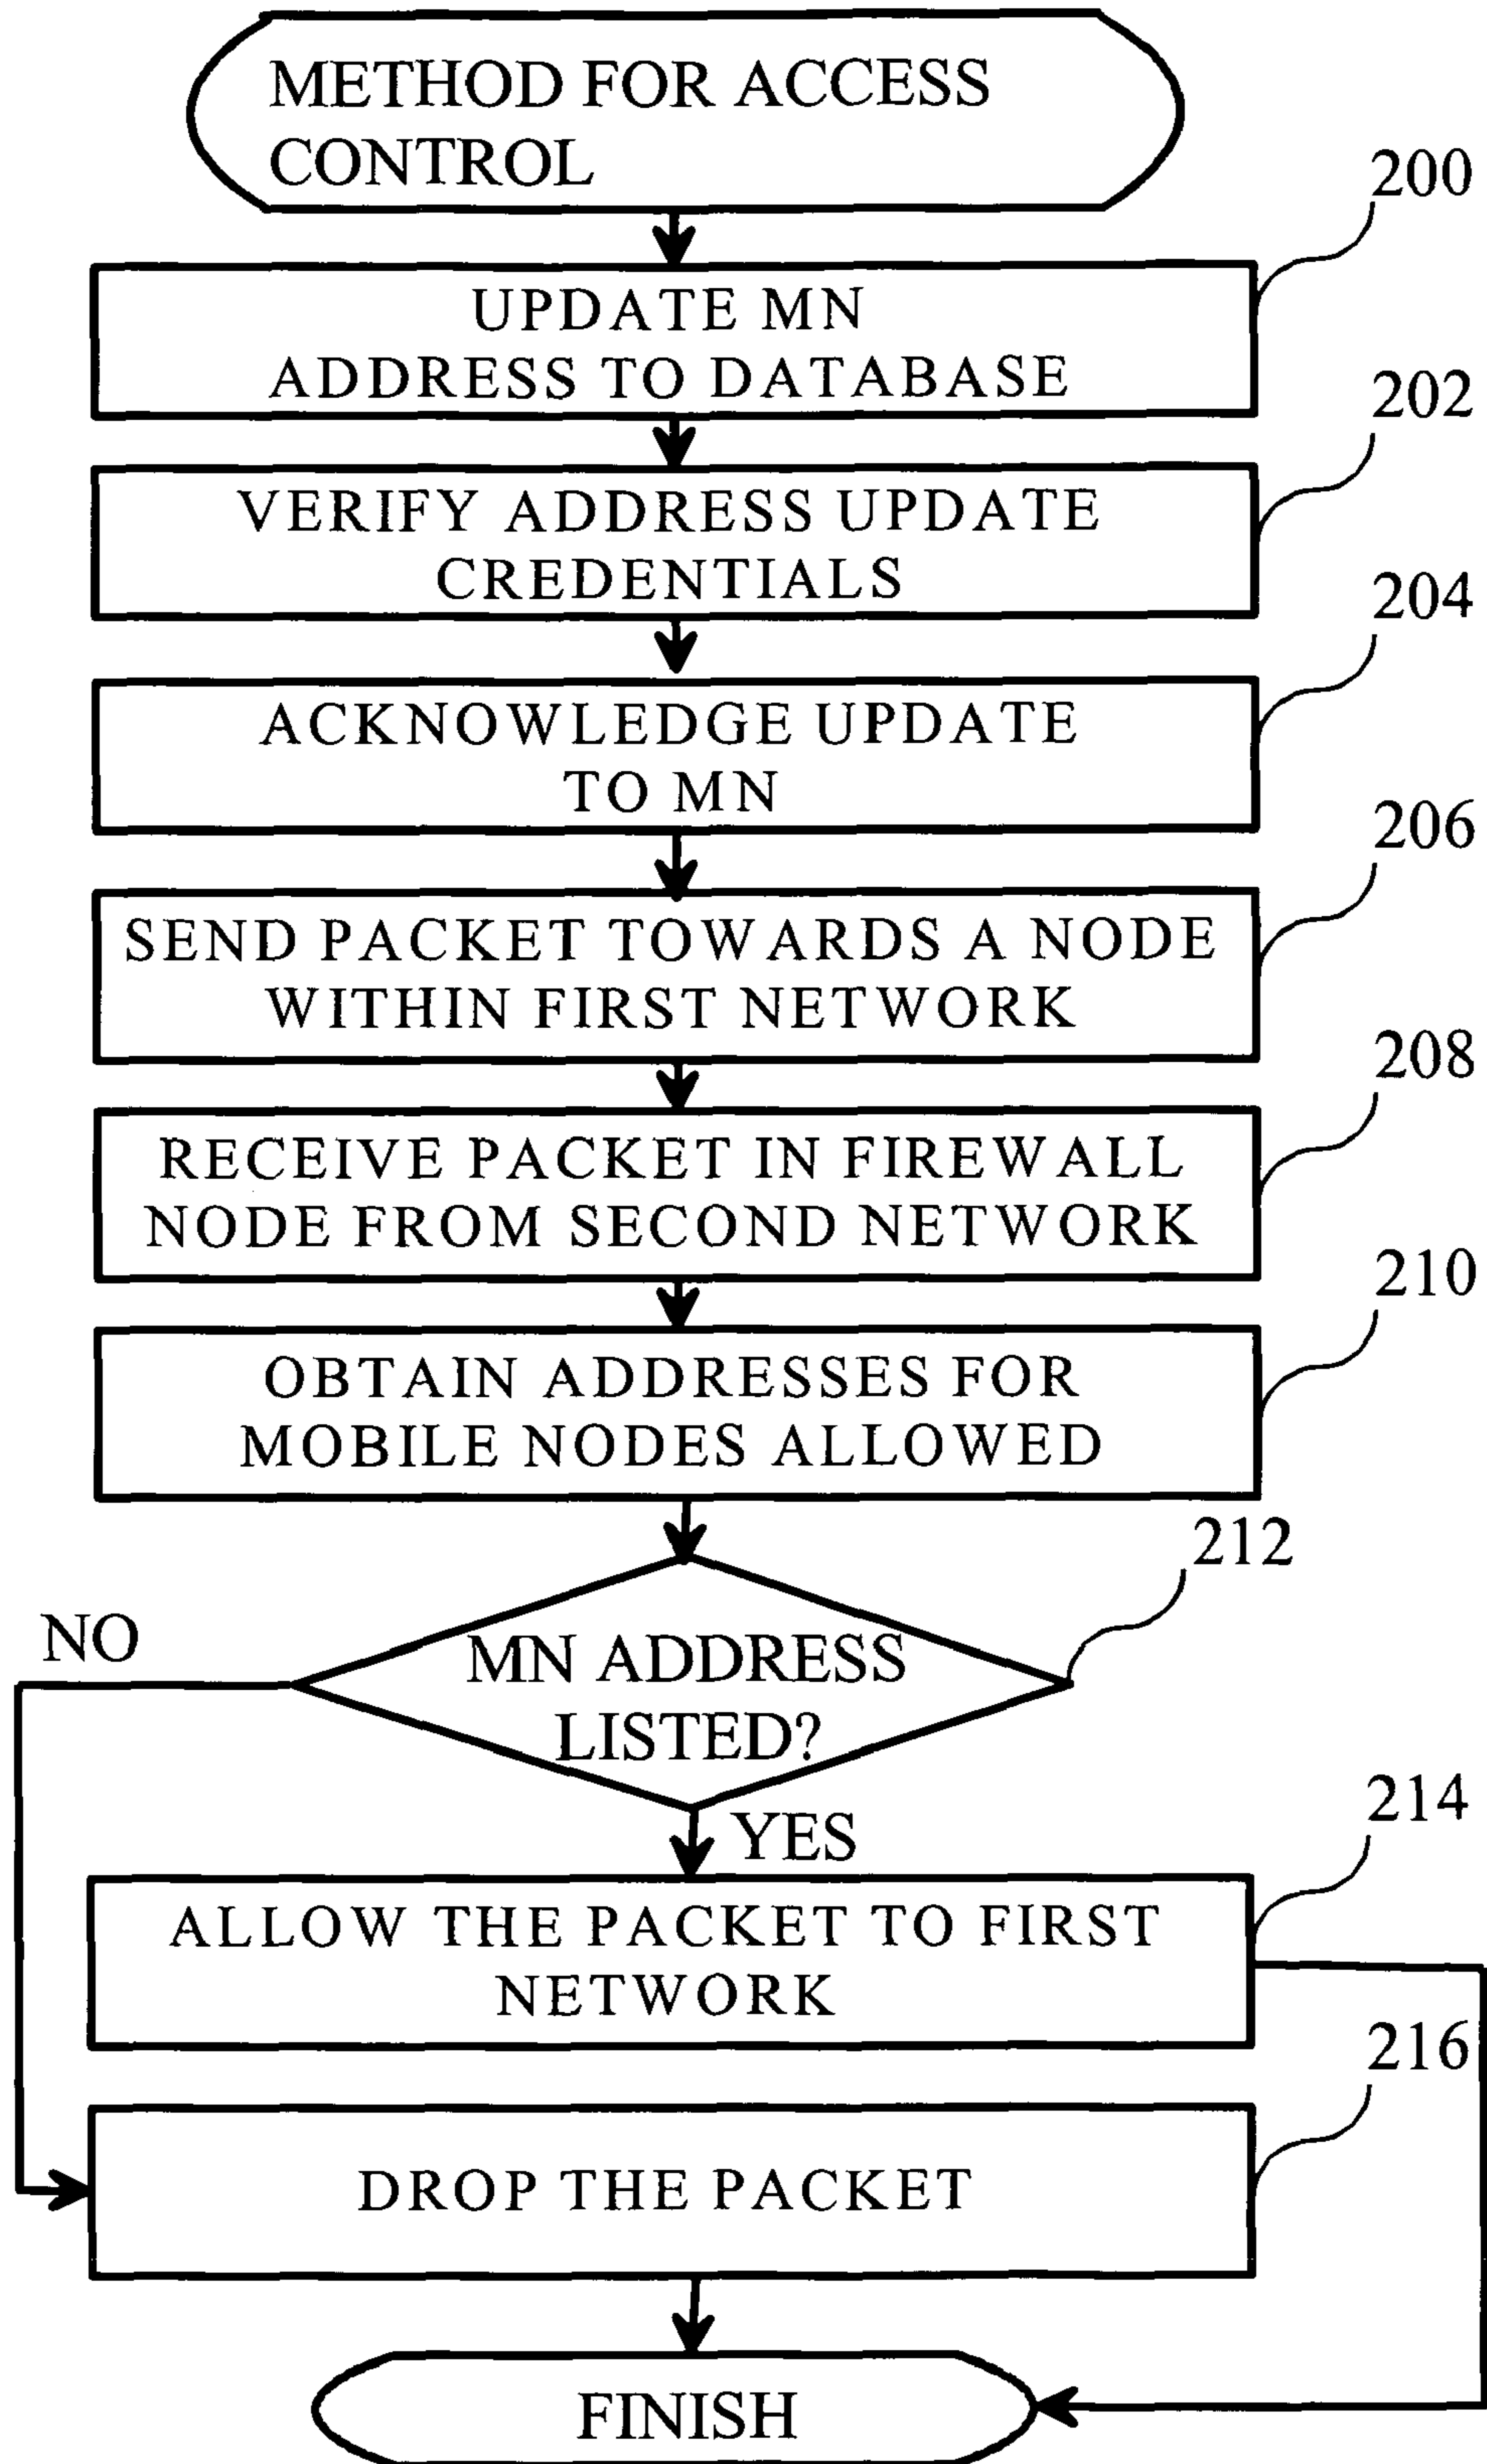 METHOD FOR ACCESS
CONTROL
200
UPDATE MN
ADDRESS TO DATABASE
202
VERIFY ADDRESS UPDATE
CREDENTIALS
204
ACKNOWLEDGE UPDATE
TO MN
206
SEND PACKET TOWARDS A NODE
WITHIN FIRST NETWORK
208
RECEIVE PACKET IN FIREWALL
NODE FROM SECOND NETWORK
210
OBTAIN ADDRESSES FOR
MOBILE NODES ALLOWED
212
NO
MN ADDRESS
LISTED?
YES
214
ALLOW THE PACKET TO FIRST
NETWORK
216
DROP THE PACKET
FINISH